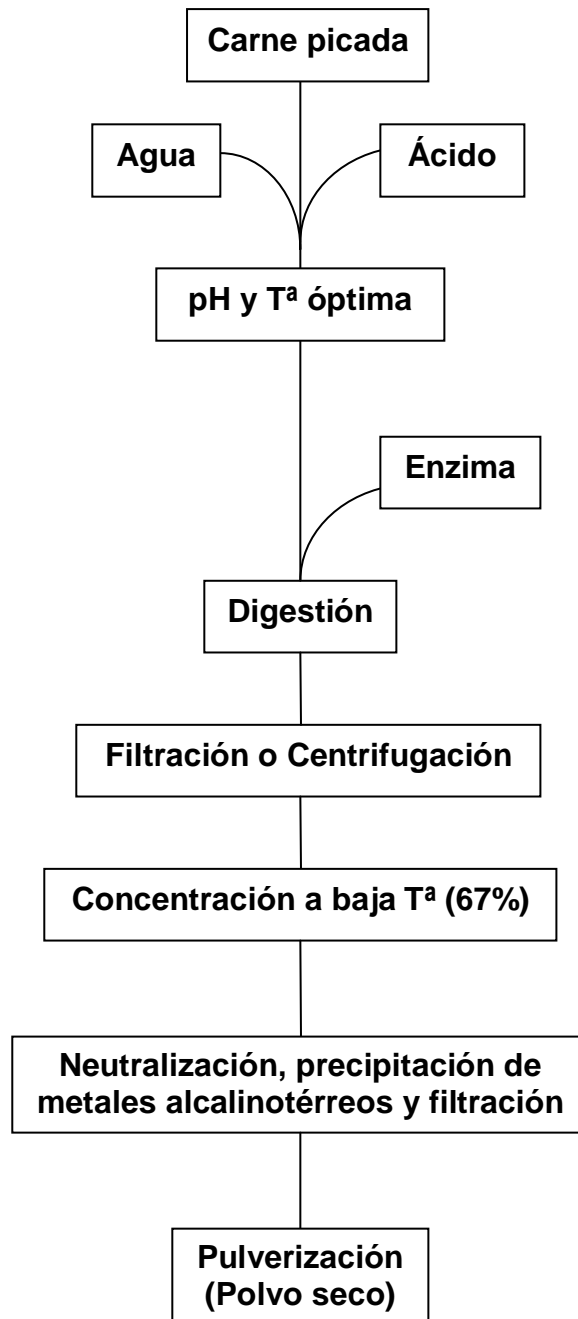 Carne picada
Agua
Ácido
pH y Tª óptima
Enzima
Digestión
Filtración o Centrifugación
Concentración a baja Tª (67%)
Neutralización, precipitación de
metales alcalinotérreos y filtración
Pulverización
(Polvo seco)